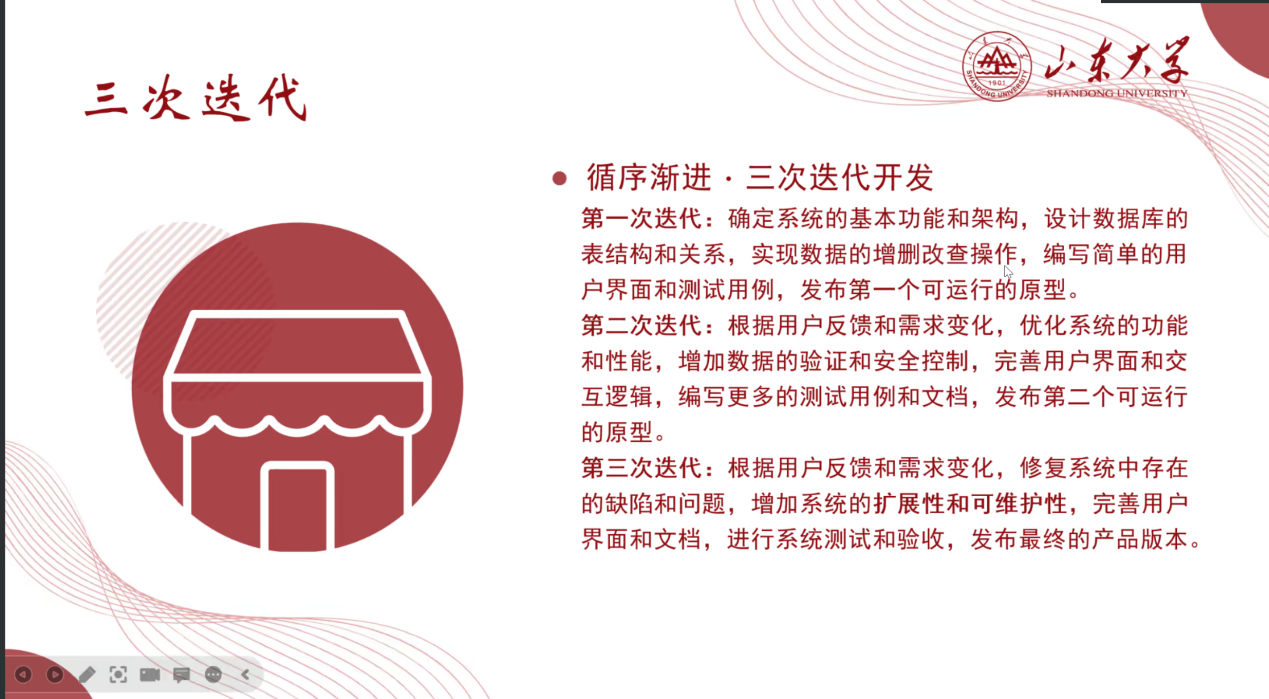 三次迭代
山东大学
SHANDONG UNIVERSITY
SHANDONG UNIVERSITY
1901
循序渐进·三次迭代开发
第一次迭代：确定系统的基本功能和架构，设计数据库的
表结构和关系，实现数据的增删改查操作，编写简单的用
户界面和测试用例，发布第一个可运行的原型。
第二次迭代：根据用户反馈和需求变化，优化系统的功能
和性能，增加数据的验证和安全控制，完善用户界面和交
互逻辑，编写更多的测试用例和文档，发布第二个可运行
的原型。
第三次迭代：根据用户反馈和需求变化，修复系统中存在
的缺陷和问题，增加系统的扩展性和可维护性，完善用户
界面和文档，进行系统测试和验收，发布最终的产品版本。